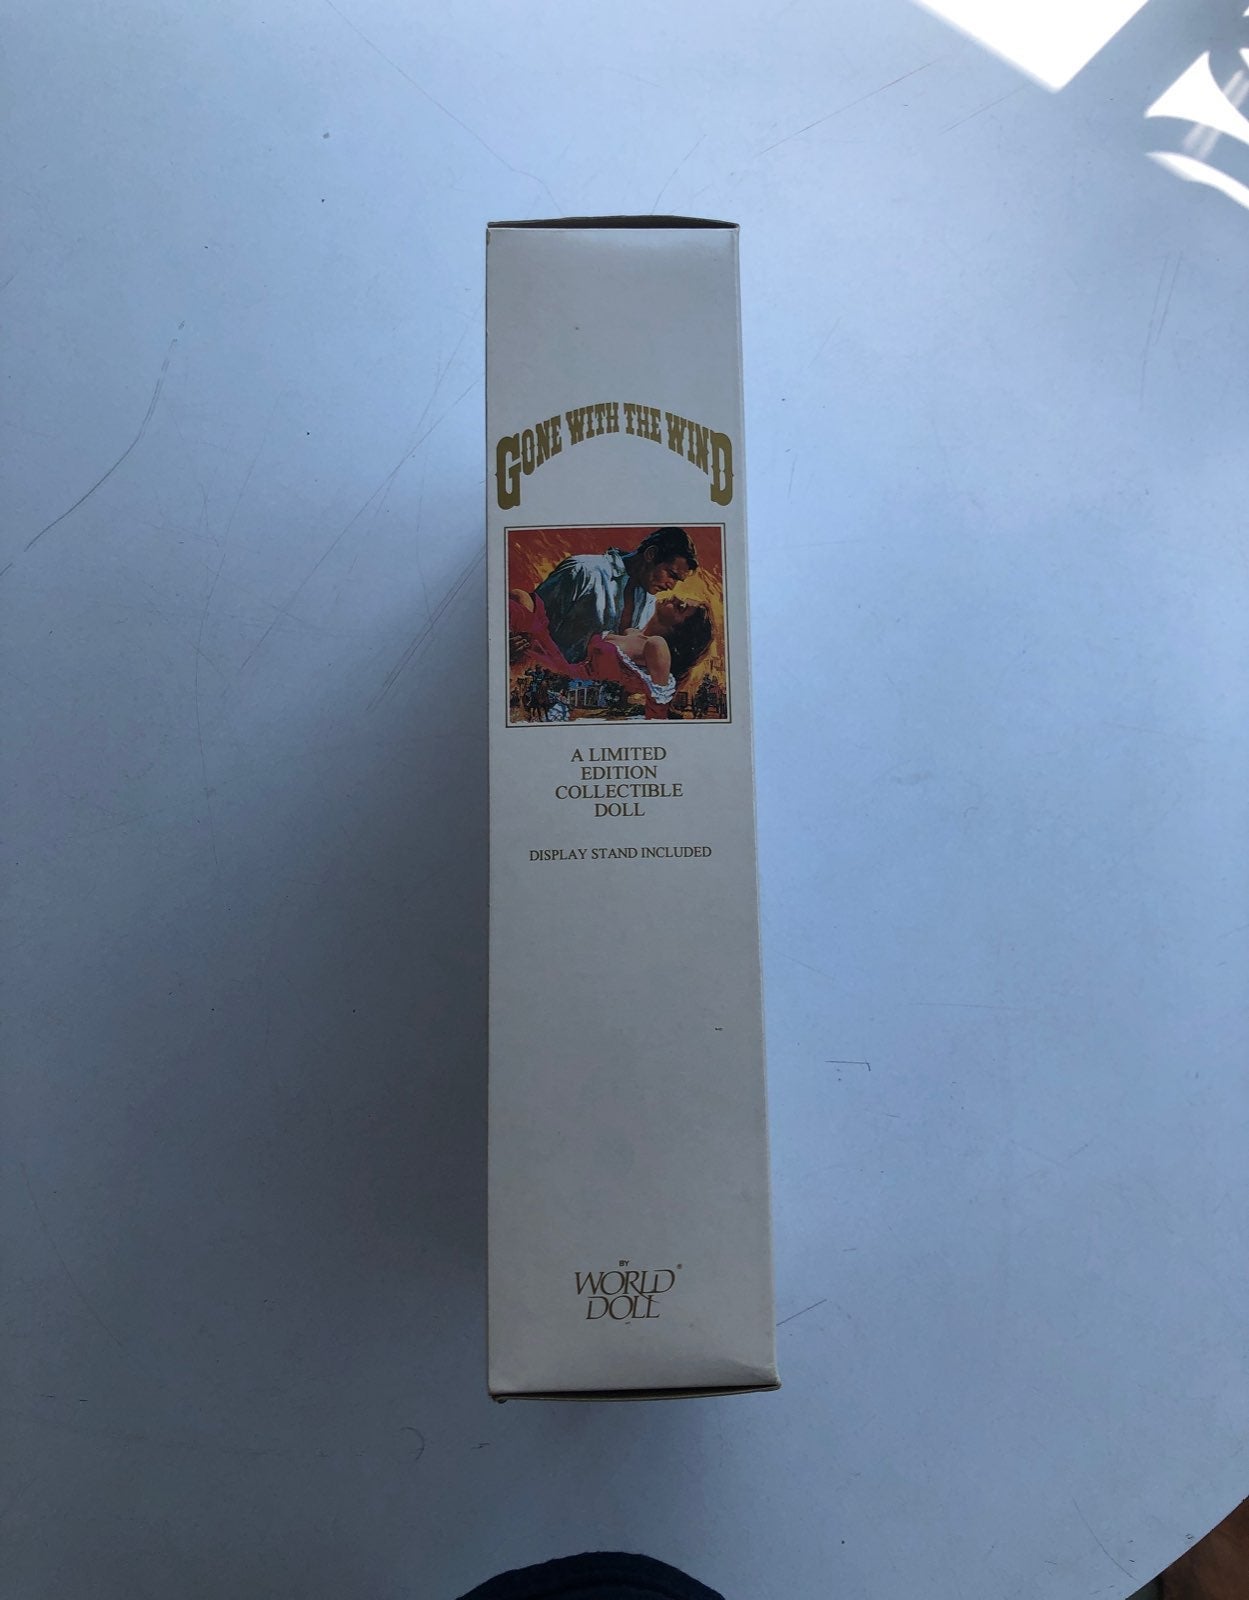 GONE WITH THE WIND
A LIMITED
EDITION
COLLECTIBLE
DOLL
DISPLAY STAND INCLUDED
BY
WORLD®
DOLL